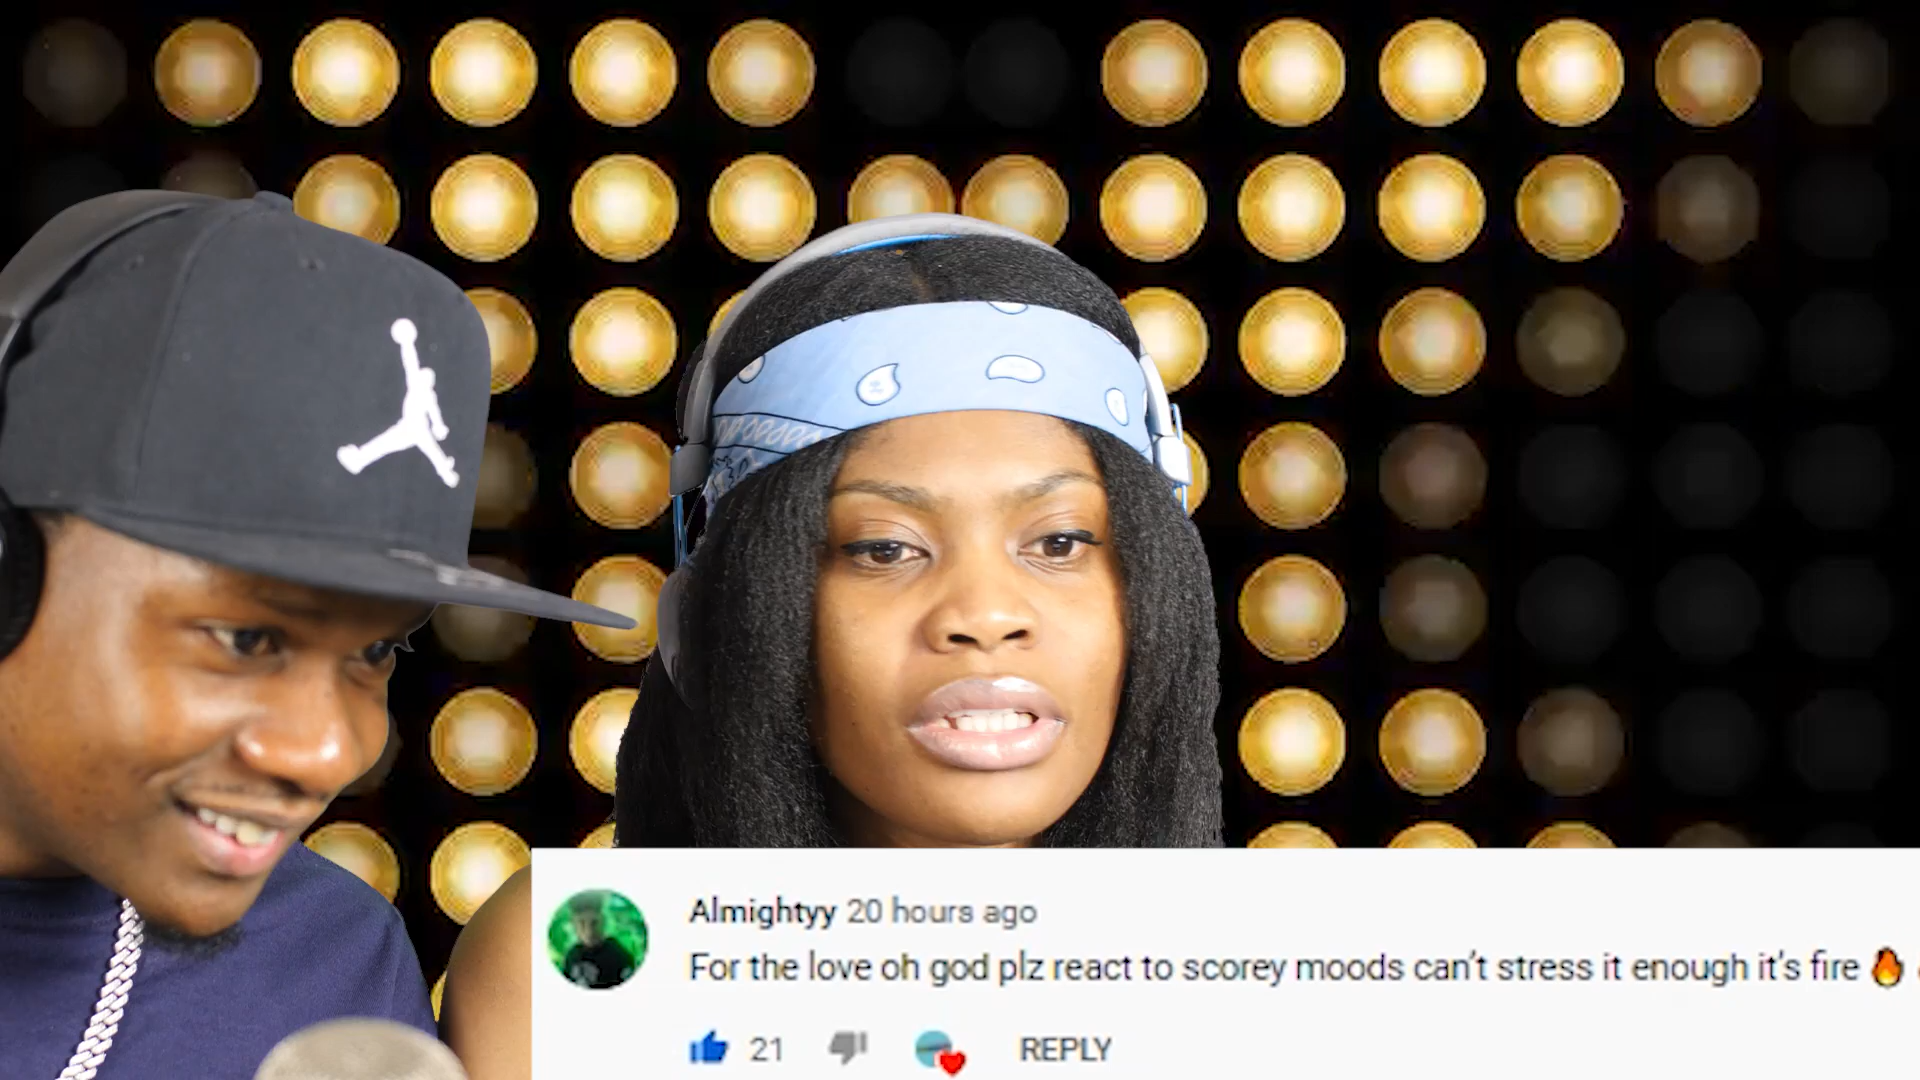 Almightyy 20 hours ago
For the love oh god plz react to scorey moods can't stress it enough it's fire 🔥
21
REPLY